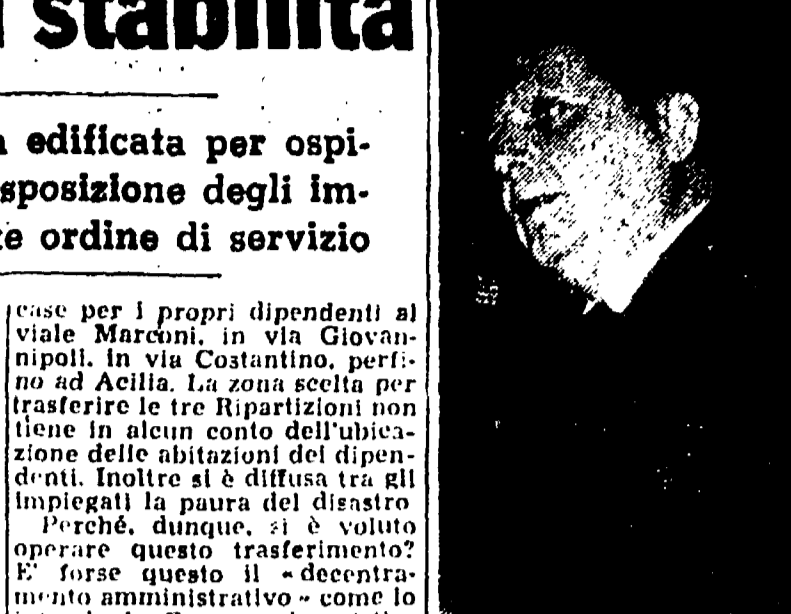 stabilità
edificata per ospi-
sposizione degli im-
ordine di servizio
case per i propri dipendenti al
viale Marconi, in via Giovan-
nipoli, in via Costantino, perfi-
no ad Acilia. La zona scelta per
trasferire le tre Ripartizioni non
tiene in alcun conto dell'ubica-
zione delle abitazioni dei dipen-
denti. Inoltre si è diffusa tra gli
impiegati la paura del disastro
Perché, dunque, si è voluto
operare questo trasferimento?
E' forse questo il « decentra-
mento amministrativo » come lo